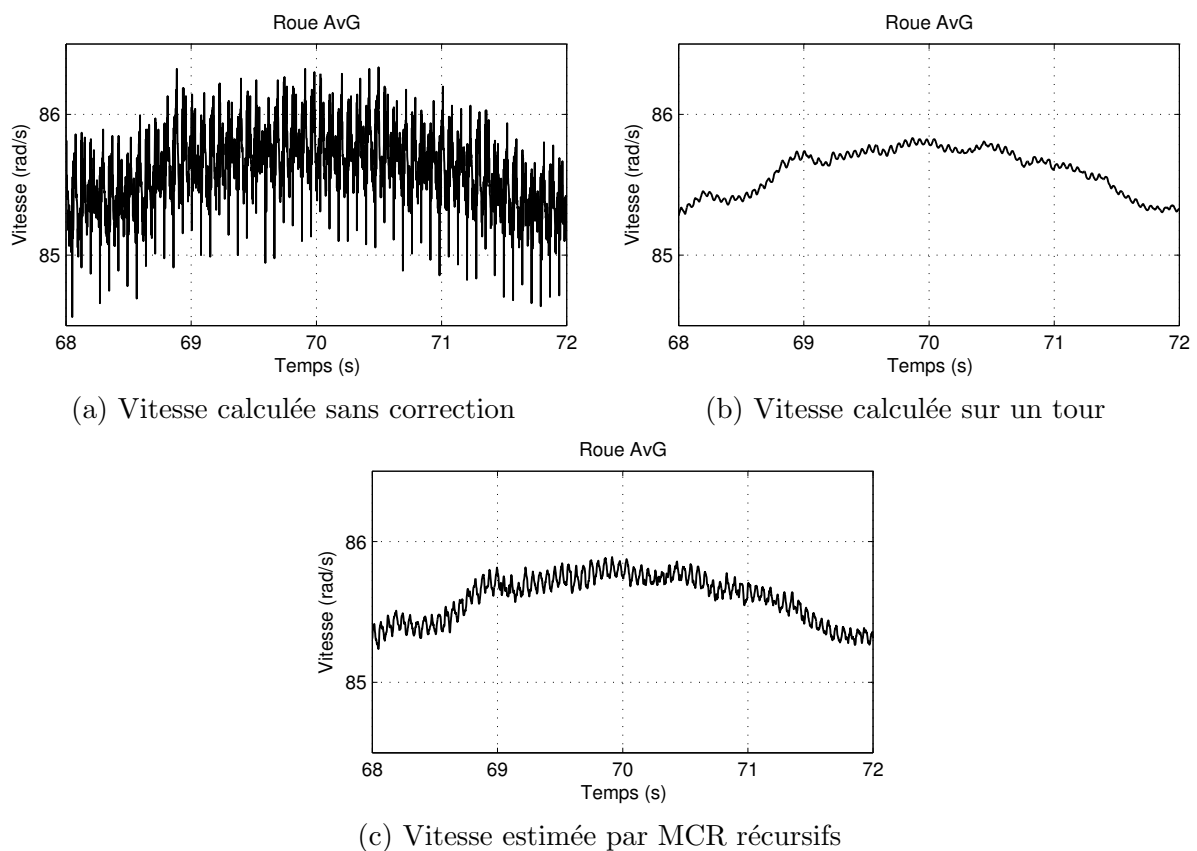 Roue AvG
86
85
Vitesse (rad/s)
68 69 70 71 72
Temps (s)
(a) Vitesse calculée sans correction
Roue AvG
86
85
Vitesse (rad/s)
68 69 70 71 72
Temps (s)
(b) Vitesse calculée sur un tour
Roue AvG
86
85
Vitesse (rad/s)
68 69 70 71 72
Temps (s)
(c) Vitesse estimée par MCR récursifs